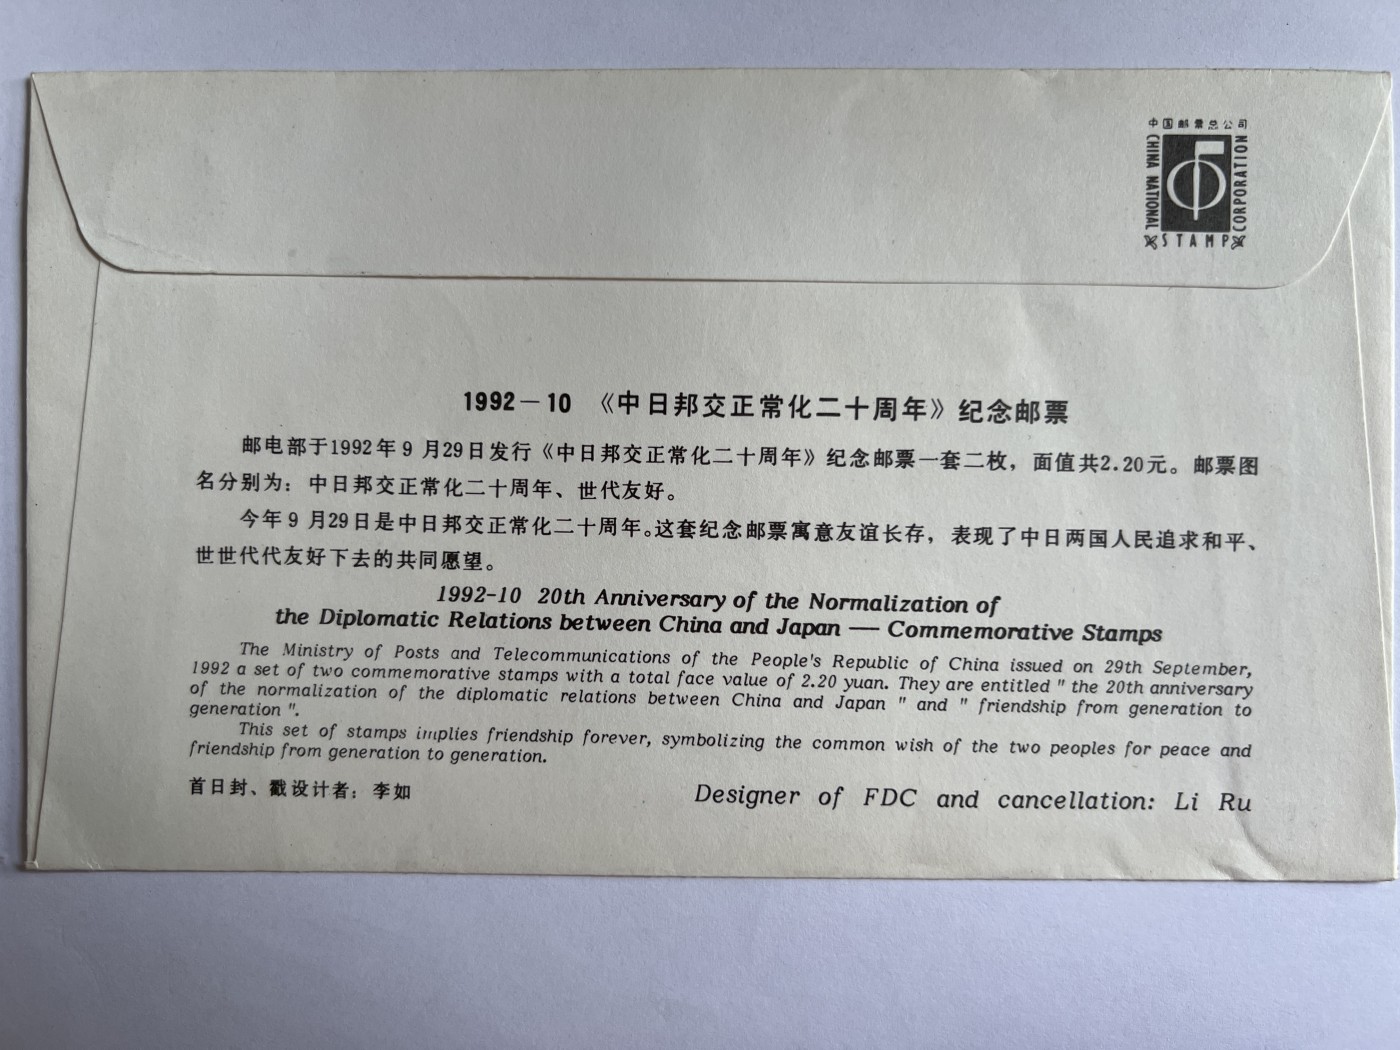 中国邮票总公司
CHINA NATIONAL
STAMP
CORPORATION
1992—10 《中日邦交正常化二十周年》纪念邮票
邮电部于1992年9月29日发行《中日邦交正常化二十周年》纪念邮票一套二枚，面值共2.20元。邮票图
名分别为：中日邦交正常化二十周年、世代友好。
今年9月29日是中日邦交正常化二十周年。这套纪念邮票寓意友谊长存，表现了中日两国人民追求和平、
世世代代友好下去的共同愿望。
1992-10 20th Anniversary of the Normalization of
the Diplomatic Relations between China and Japan — Commemorative Stamps
The Ministry of Posts and Telecommunications of the People's Republic of China issued on 29th September,
1992 a set of two commemorative stamps with a total face value of 2.20 yuan. They are entitled " the 20th anniversary
of the normalization of the diplomatic relations between China and Japan " and " friendship from generation to
generation ".
This set of stamps implies friendship forever, symbolizing the common wish of the two peoples for peace and
friendship from generation to generation.
首日封、戳设计者：李如
Designer of FDC and cancellation: Li Ru